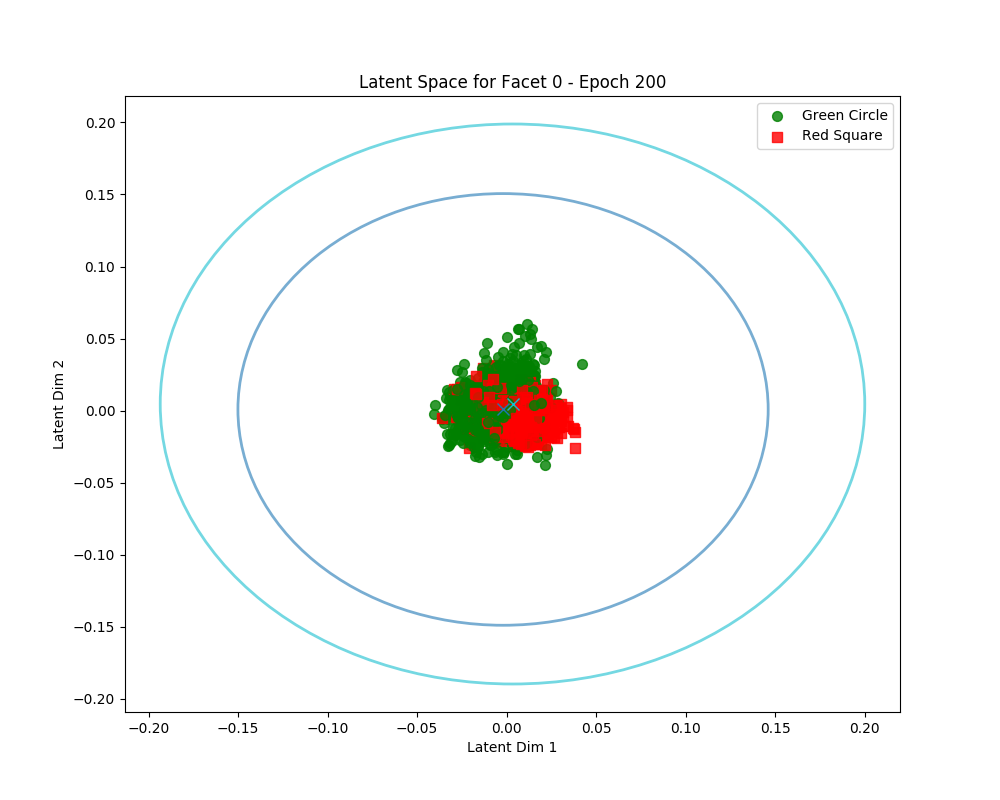 Latent Space for Facet 0 - Epoch 200
Green Circle
Red Square
0.20
0.15
0.10
0.05
0.00
−0.05
−0.10
−0.15
−0.20
Latent Dim 2
−0.20 −0.15 −0.10 −0.05 0.00 0.05 0.10 0.15 0.20
Latent Dim 1